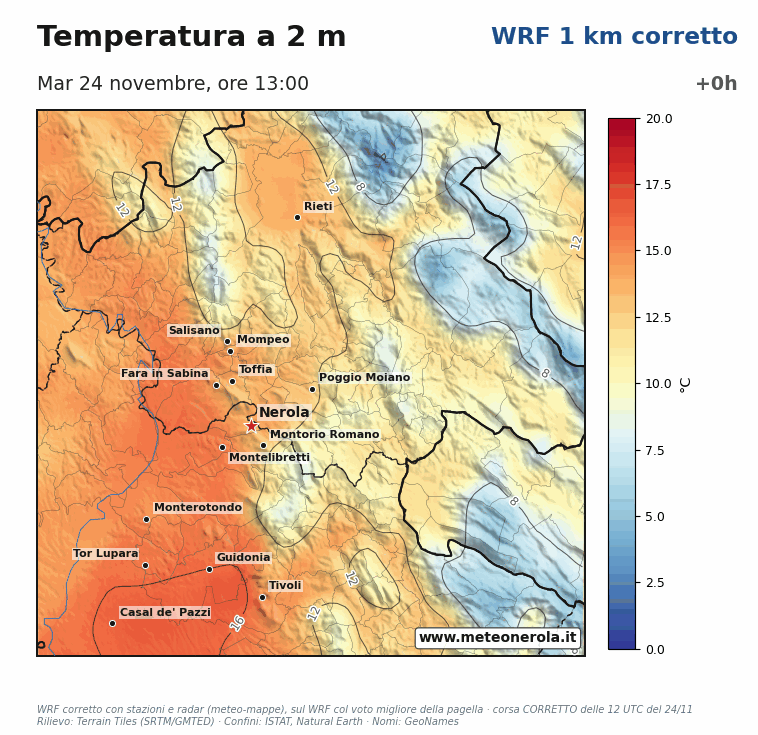 Temperatura a 2 m
WRF 1 km corretto
Mar 24 novembre, ore 13:00
+0h
20.0
17.5
15.0
12.5
10.0
7.5
5.0
2.5
0.0
°C
12
12
12
8
12
Rieti
Salisano
Mompeo
Fara in Sabina
Toffia
Poggio Moiano
8
Nerola
Montorio Romano
Montelibretti
8
Monterotondo
Tor Lupara
Guidonia
12
Tivoli
Casal de' Pazzi
16
12
www.meteonerola.it
WRF corretto con stazioni e radar (meteo-mappe), sul WRF col voto migliore della pagella · corsa CORRETTO delle 12 UTC del 24/11
Rilievo: Terrain Tiles (SRTM/GMTED) · Confini: ISTAT, Natural Earth · Nomi: GeoNames